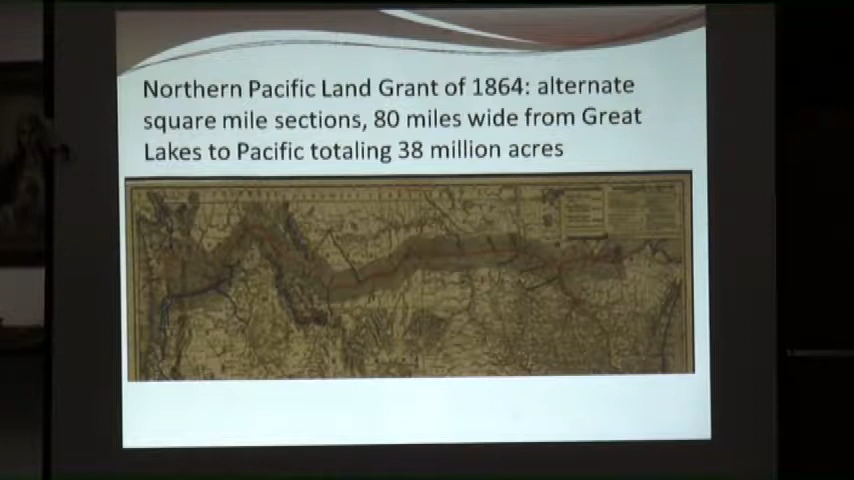 Northern Pacific Land Grant of 1864: alternate
square mile sections, 80 miles wide from Great
Lakes to Pacific totaling 38 million acres